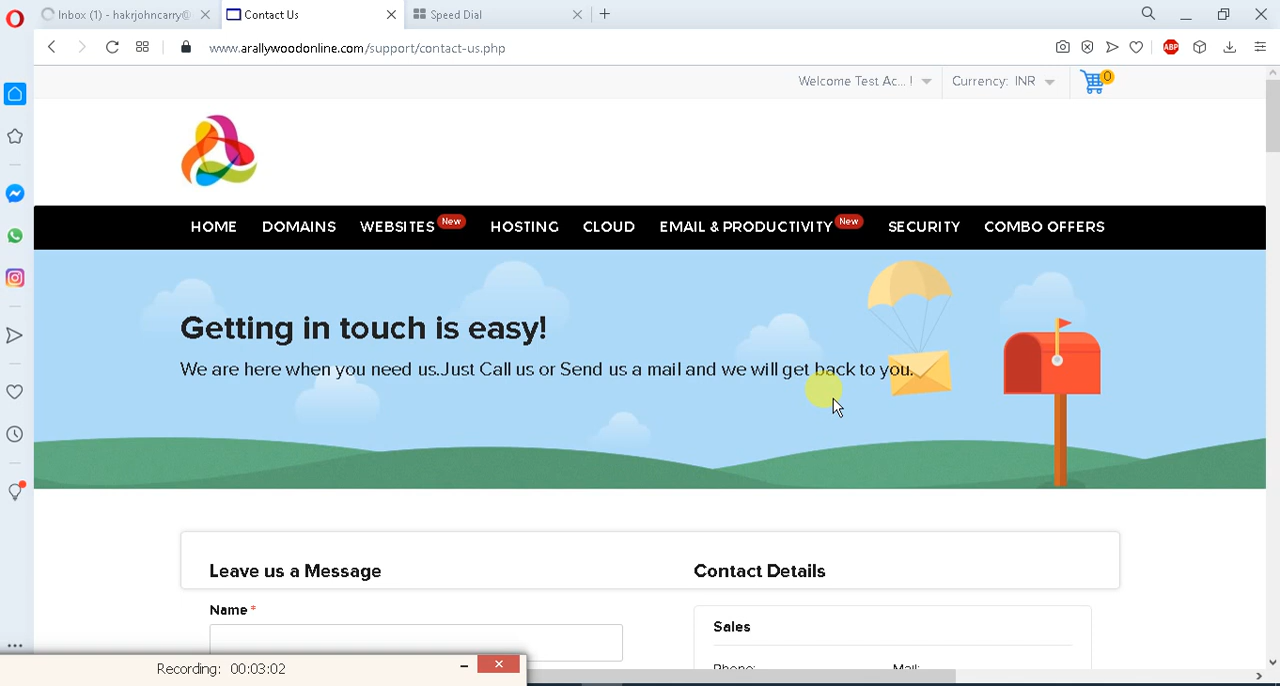 Inbox (1) - hakrjohncarry@
Contact Us
Speed Dial
www.arallywoodonline.com/support/contact-us.php
ABP
Welcome Test Ac... !
Currency: INR
0
HOME DOMAINS WEBSITES New HOSTING CLOUD EMAIL & PRODUCTIVITY New SECURITY COMBO OFFERS
Getting in touch is easy!
We are here when you need us.Just Call us or Send us a mail and we will get back to you.
Leave us a Message
Contact Details
Name *
Sales
Phone:
Mail:
Recording: 00:03:02